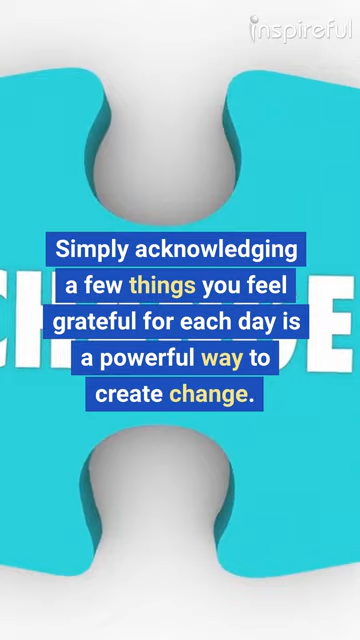 inspireful
Simply acknowledging
a few things you feel
grateful for each day is
a powerful way to
create change.